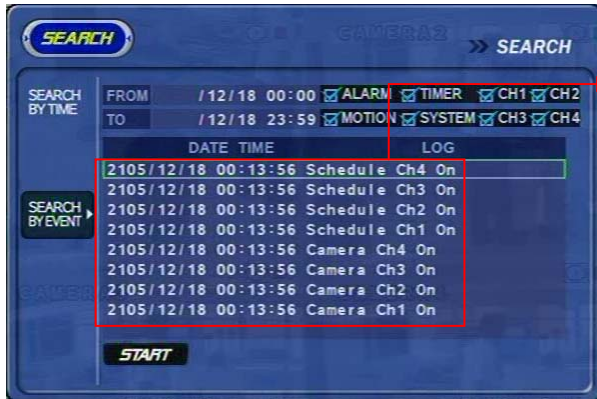 SEARCH
CAMERA2
SEARCH
SEARCH
BY TIME
FROM /12/18 00:00 ALARM TIMER CH1 CH2
TO /12/18 23:59 MOTION SYSTEM CH3 CH4
DATE TIME LOG
2105/12/18 00:13:56 Schedule Ch4 On
2105/12/18 00:13:56 Schedule Ch3 On
2105/12/18 00:13:56 Schedule Ch2 On
2105/12/18 00:13:56 Schedule Ch1 On
2105/12/18 00:13:56 Camera Ch4 On
2105/12/18 00:13:56 Camera Ch3 On
2105/12/18 00:13:56 Camera Ch2 On
2105/12/18 00:13:56 Camera Ch1 On
SEARCH
BY EVENT
START